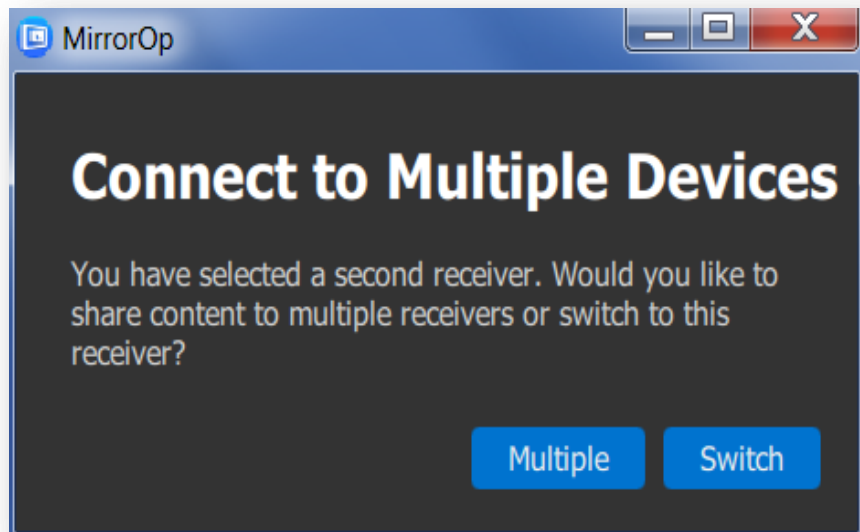 MirrorOp
Connect to Multiple Devices
You have selected a second receiver. Would you like to
share content to multiple receivers or switch to this
receiver?
Multiple
Switch